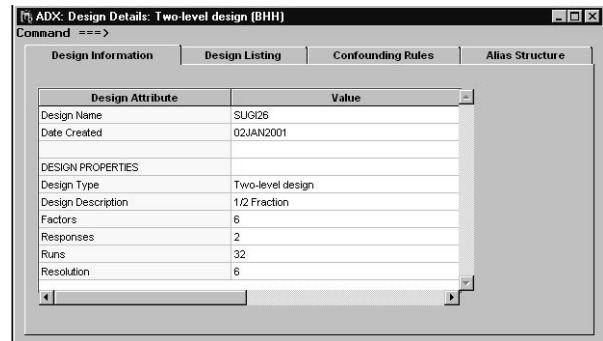 ADX: Design Details: Two-level design (BHH)
Command ===>
Design Information Design Listing Confounding Rules Alias Structure
Design Attribute Value
Design Name SUGI26
Date Created 02JAN2001
DESIGN PROPERTIES
Design Type Two-level design
Design Description 1/2 Fraction
Factors 6
Responses 2
Runs 32
Resolution 6